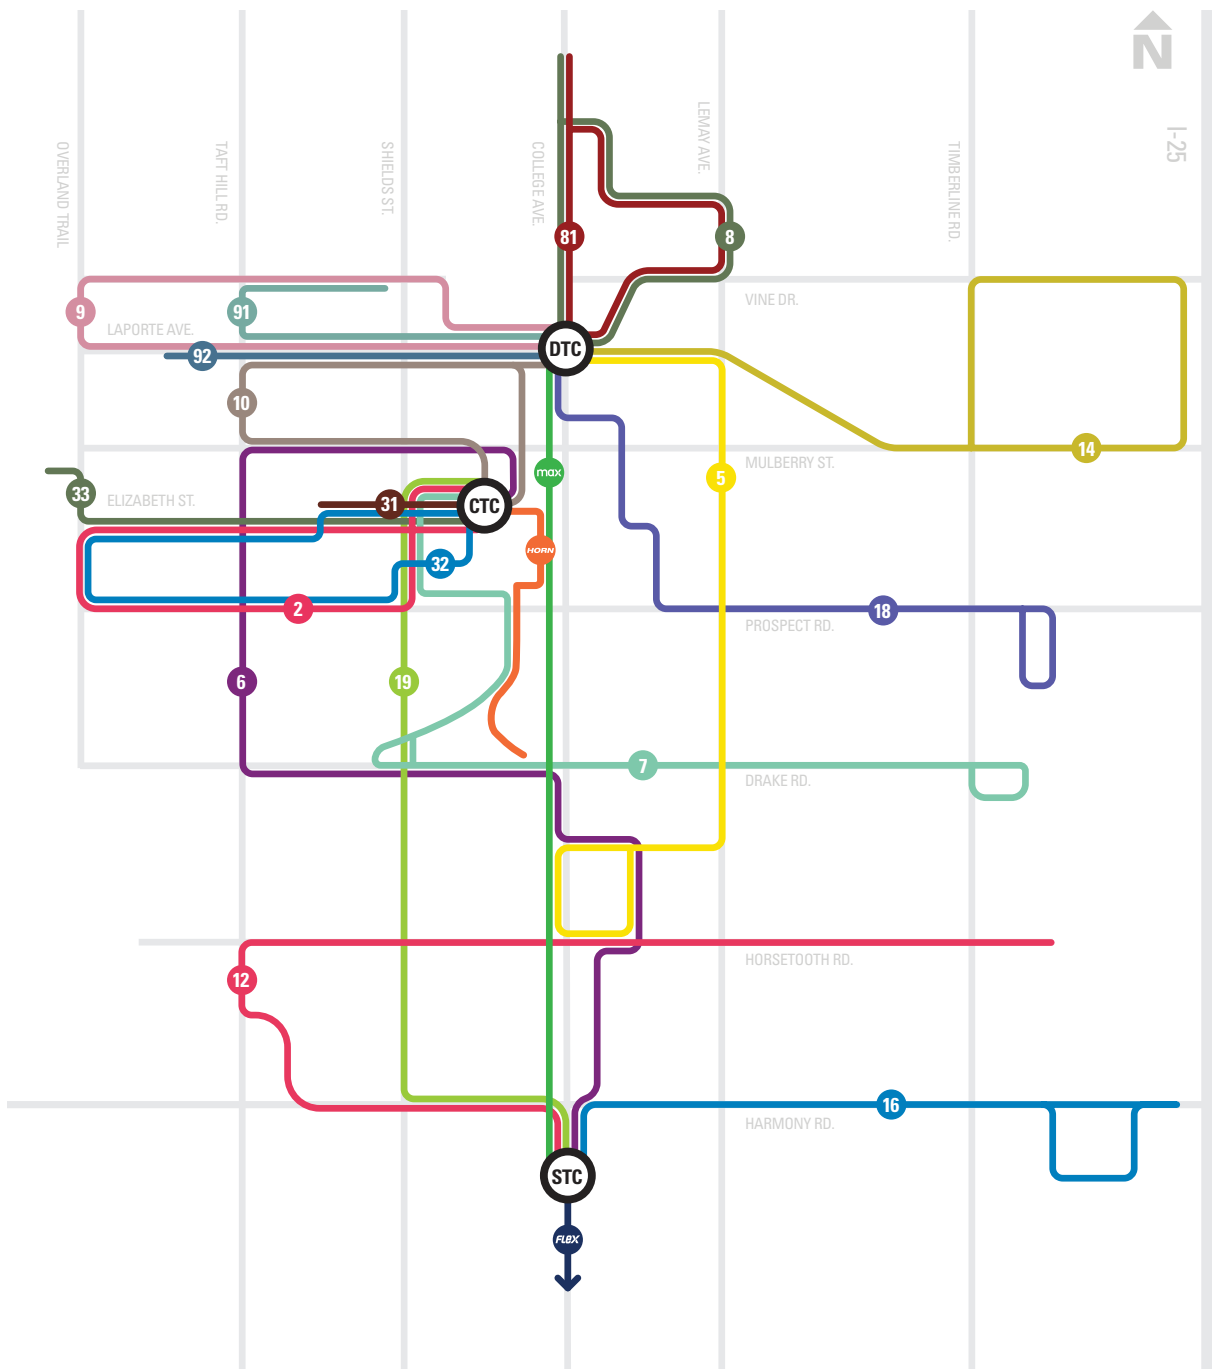 N
I-25
OVERLAND TRAIL
TAFT HILL RD.
SHIELDS ST.
COLLEGE AVE.
LEMAY AVE.
TIMBERLINE RD.
81
8
VINE DR.
9
91
LAPORTE AVE.
DTC
92
10
14
MULBERRY ST.
max
5
33
ELIZABETH ST.
31
CTC
HORN
32
2
18
PROSPECT RD.
6
19
7
DRAKE RD.
HORSETOOTH RD.
12
16
HARMONY RD.
STC
FLEX